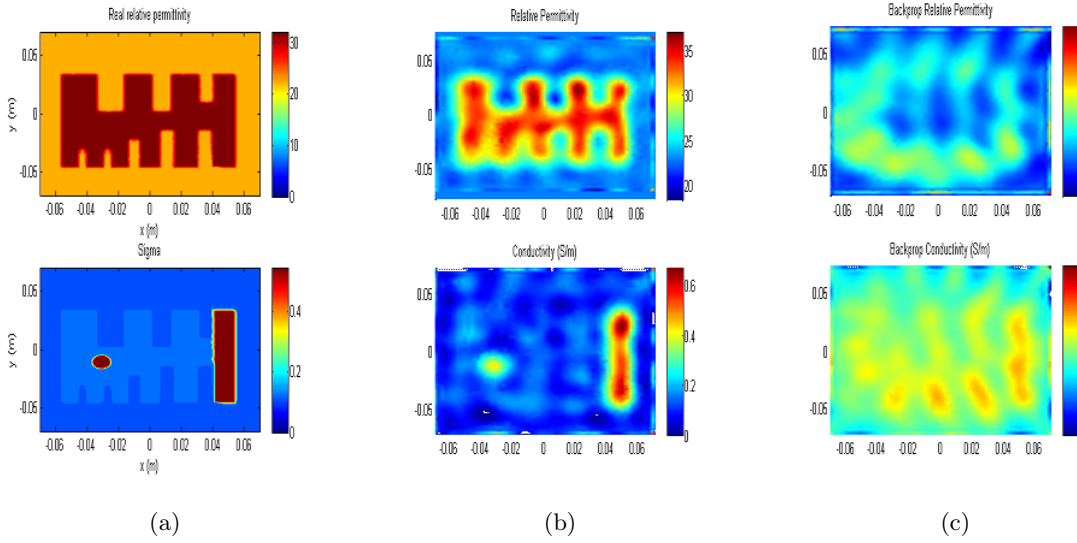 Real relative permittivity
0.05
0
-0.05
y (m)
-0.06 -0.04 -0.02 0 0.02 0.04 0.06
x (m)
30
20
10
0
Relative Permittivity
0.05
0
-0.05
-0.06 -0.04 -0.02 0 0.02 0.04 0.06
35
30
25
20
Backprop Relative Permittivity
0.05
0
-0.05
-0.06 -0.04 -0.02 0 0.02 0.04 0.06
Sigma
0.05
0
-0.05
y (m)
-0.06 -0.04 -0.02 0 0.02 0.04 0.06
x (m)
0.4
0.2
0
Conductivity (S/m)
0.05
0
-0.05
-0.06 -0.04 -0.02 0 0.02 0.04 0.06
0.6
0.4
0.2
0
Backprop Conductivity (S/m)
0.05
0
-0.05
-0.06 -0.04 -0.02 0 0.02 0.04 0.06
(a)
(b)
(c)